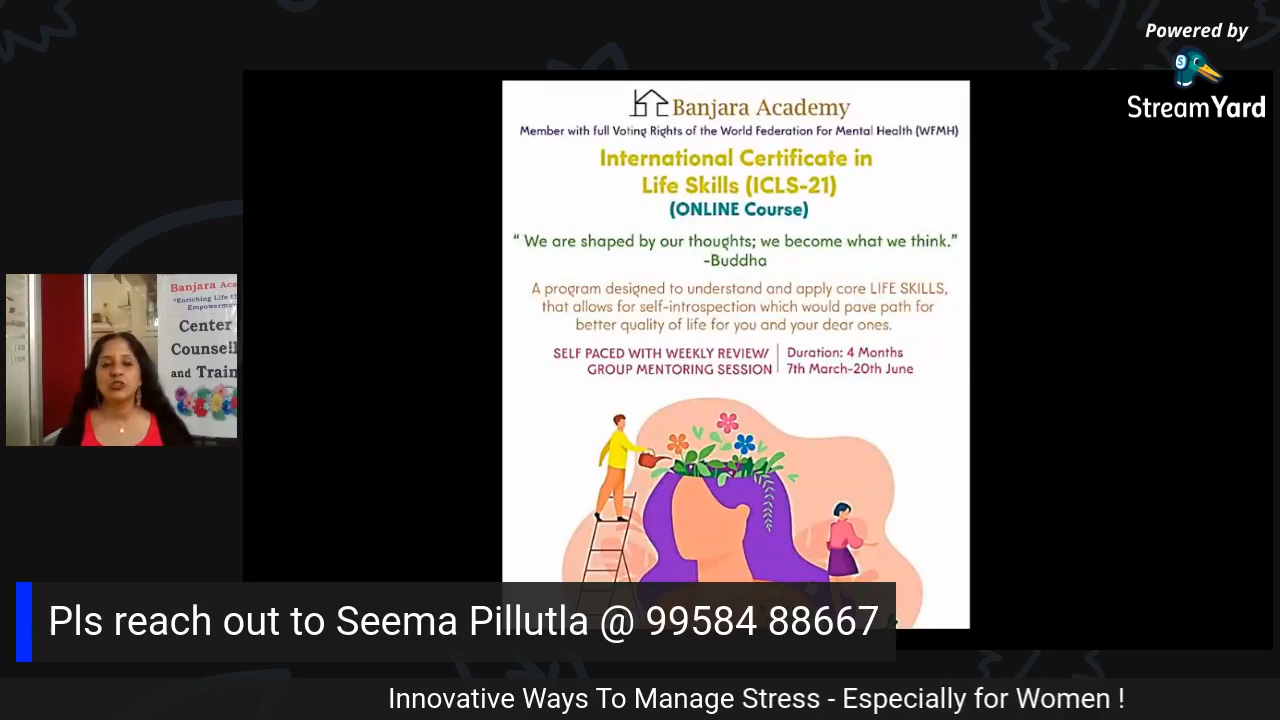 Powered by
StreamYard
Banjara Academy
Member with full Voting Rights of the World Federation For Mental Health (WFMH)
International Certificate in
Life Skills (ICLS-21)
(ONLINE Course)
“ We are shaped by our thoughts; we become what we think.”
-Buddha
A program designed to understand and apply core LIFE SKILLS,
that allows for self-introspection which would pave path for
better quality of life for you and your dear ones.
SELF PACED WITH WEEKLY REVIEW/
GROUP MENTORING SESSION
Duration: 4 Months
7th March-20th June
Banjara Aca
"Enriching Life th
Empowerme
Center
Counsell
and Train
Pls reach out to Seema Pillutla @ 99584 88667
Innovative Ways To Manage Stress - Especially for Women !